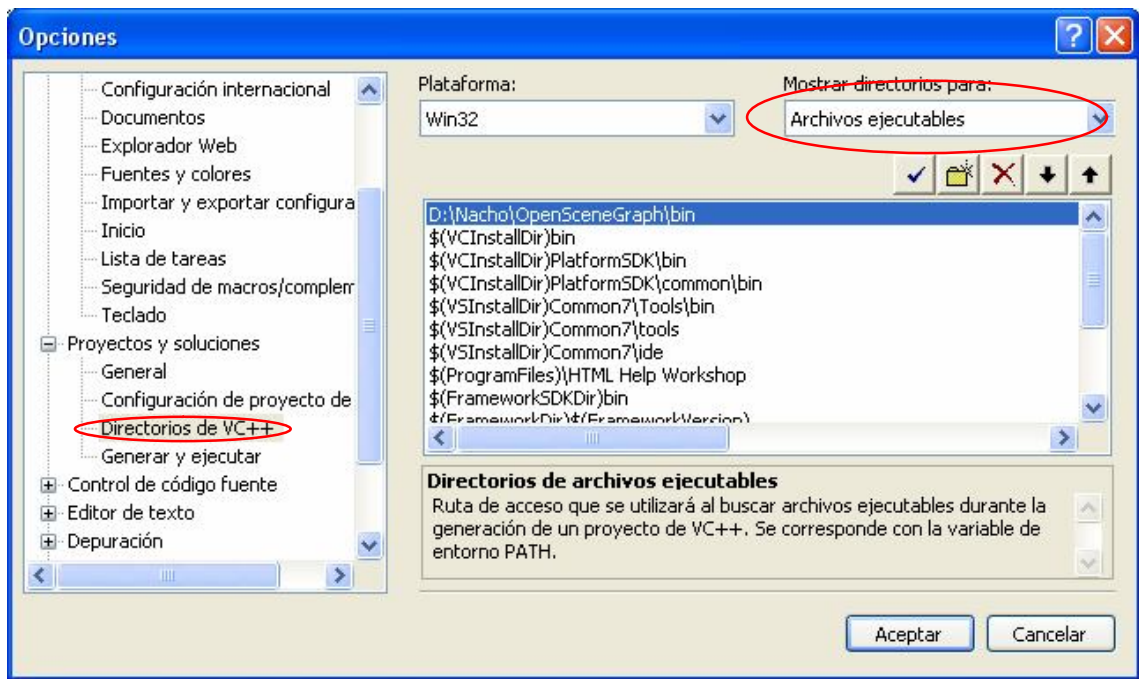 Opciones
Configuración internacional
Documentos
Explorador Web
Fuentes y colores
Importar y exportar configura
Inicio
Lista de tareas
Seguridad de macros/complem
Teclado
Proyectos y soluciones
General
Configuración de proyecto de
Directorios de VC++
Generar y ejecutar
Control de código fuente
Editor de texto
Depuración
Plataforma:
Win32
Mostrar directorios para:
Archivos ejecutables
D:\Nacho\OpenSceneGraph\bin
$(VCInstallDir)bin
$(VCInstallDir)PlatformSDK\bin
$(VCInstallDir)PlatformSDK\common\bin
$(VSInstallDir)Common7\Tools\bin
$(VSInstallDir)Common7\tools
$(VSInstallDir)Common7\ide
$(ProgramFiles)\HTML Help Workshop
$(FrameworkSDKDir)bin
$(FrameworkDir)$(FrameworkVersion)
Directorios de archivos ejecutables
Ruta de acceso que se utilizará al buscar archivos ejecutables durante la
generación de un proyecto de VC++. Se corresponde con la variable de
entorno PATH.
Aceptar
Cancelar